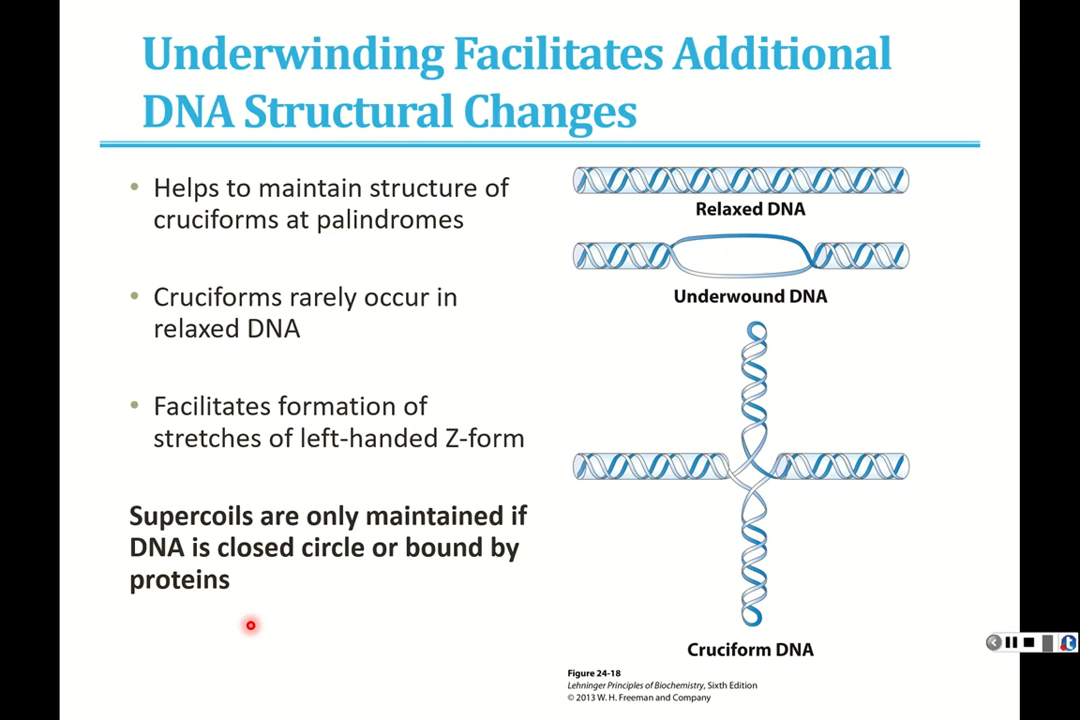 Underwinding Facilitates Additional
DNA Structural Changes
• Helps to maintain structure of
cruciforms at palindromes
• Cruciforms rarely occur in
relaxed DNA
• Facilitates formation of
stretches of left-handed Z-form
Supercoils are only maintained if
DNA is closed circle or bound by
proteins
Relaxed DNA
Underwound DNA
Cruciform DNA
Figure 24-18
Lehninger Principles of Biochemistry, Sixth Edition
© 2013 W. H. Freeman and Company